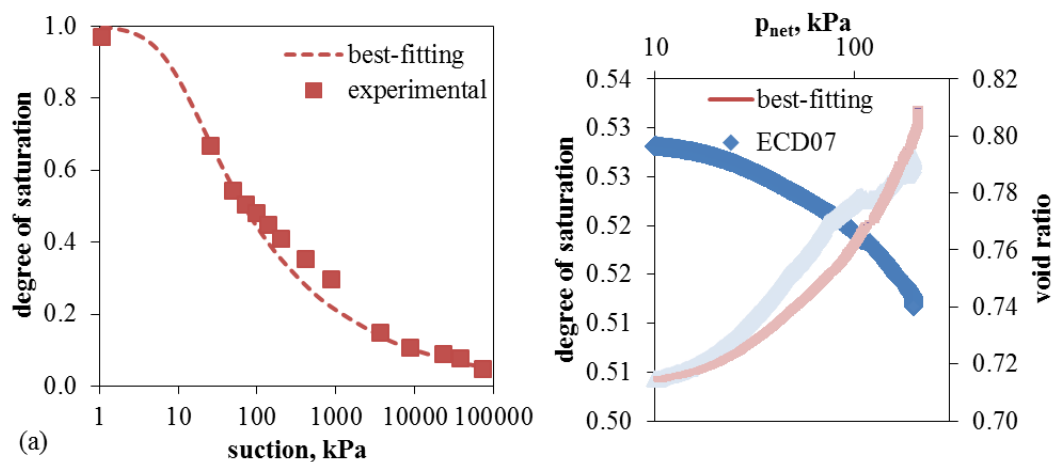 1.0
0.8
0.6
0.4
0.2
0.0
degree of saturation
best-fitting
experimental
1 10 100 1000 10000 100000
suction, kPa
(a)
p_net, kPa
10 100
0.54
0.53
0.53
0.52
0.52
0.51
0.51
0.50
degree of saturation
best-fitting
ECD07
0.82
0.80
0.78
0.76
0.74
0.72
0.70
void ratio